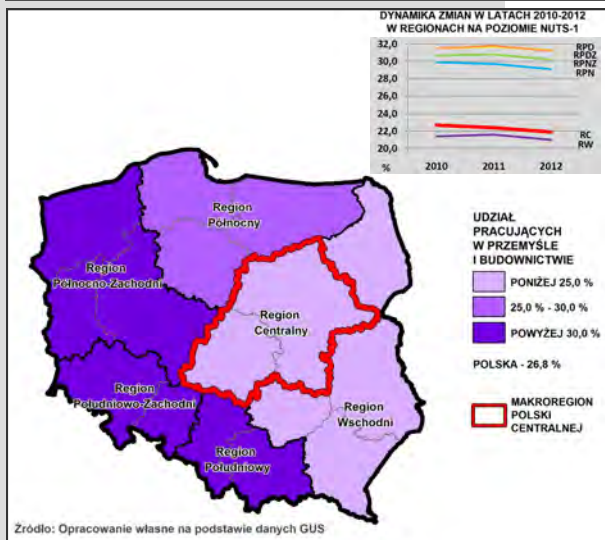 DYNAMIKA ZMIAN W LATACH 2010-2012
W REGIONACH NA POZIOMIE NUTS-1
32,0
30,0
28,0
26,0
24,0
22,0
20,0
%
2010
2011
2012
RPD
RPDZ
RPNZ
RPN
RC
RW
Region
Północny
Region
Północno-Zachodni
Region
Centralny
Region
Południowo-Zachodni
Region
Wschodni
Region
Południowy
UDZIAŁ
PRACUJĄCYCH
W PRZEMYŚLE
I BUDOWNICTWIE
PONIŻEJ 25,0 %
25,0 % - 30,0 %
POWYŻEJ 30,0 %
POLSKA - 26,8 %
MAKROREGION
POLSKI
CENTRALNEJ
Źródło: Opracowanie własne na podstawie danych GUS